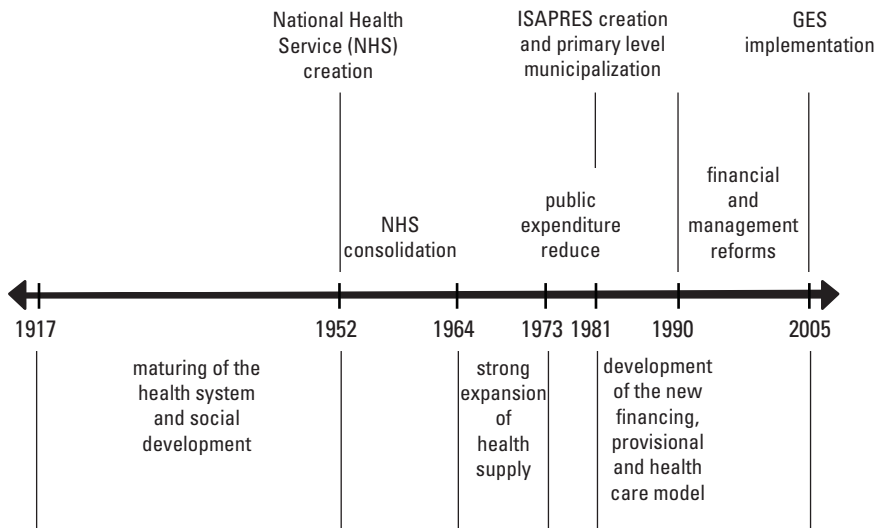 National Health
Service (NHS)
creation
ISAPRES creation
and primary level
municipalization
GES
implementation
NHS
consolidation
public
expenditure
reduce
financial
and
management
reforms
1917
1952
1964
1973
1981
1990
2005
maturing of the
health system
and social
development
strong
expansion
of
health
supply
development
of the new
financing,
provisional
and health
care model